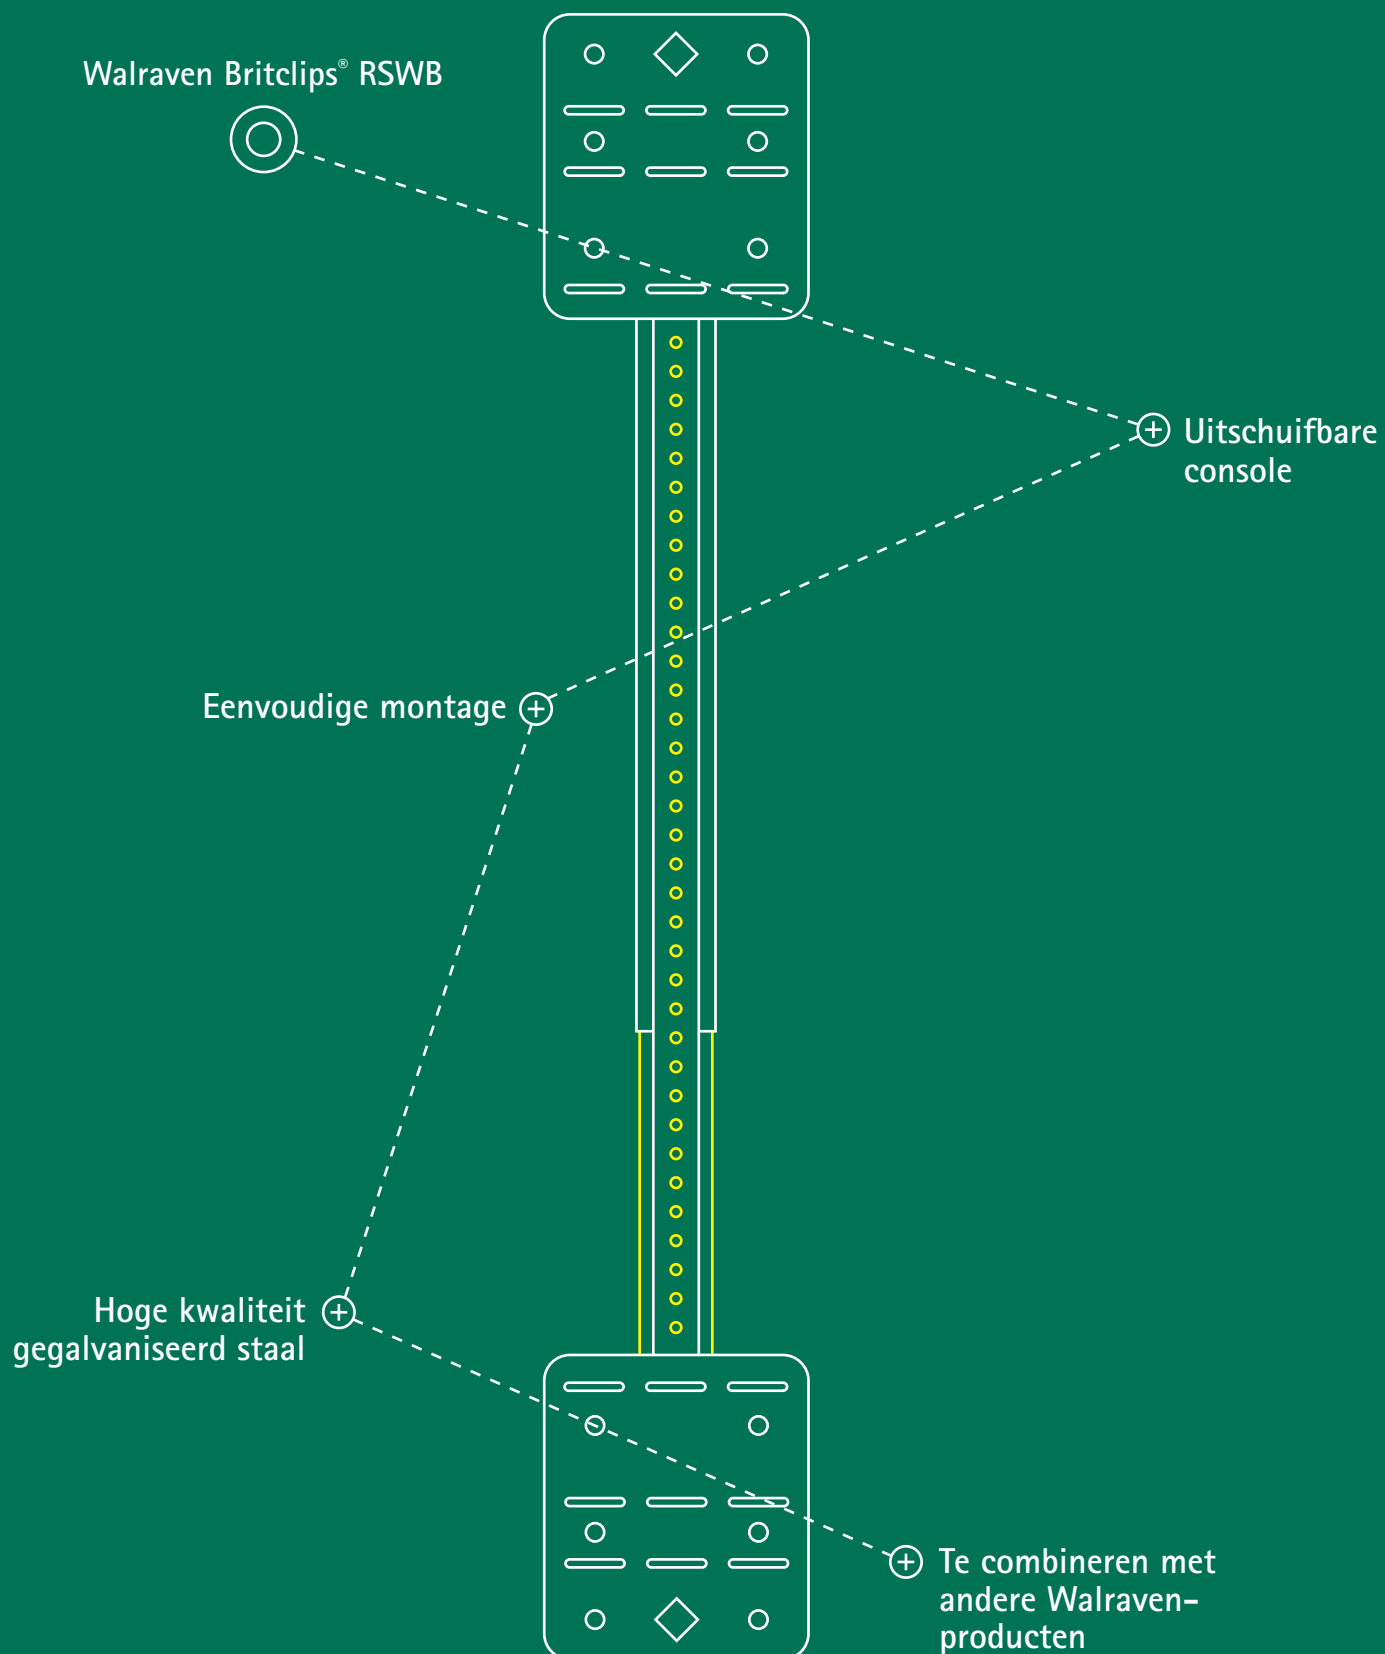 Walraven Britclips® RSWB
Uitschuifbare
console
Eenvoudige montage
Hoge kwaliteit
gegalvaniseerd staal
Te combineren met
andere Walraven-
producten